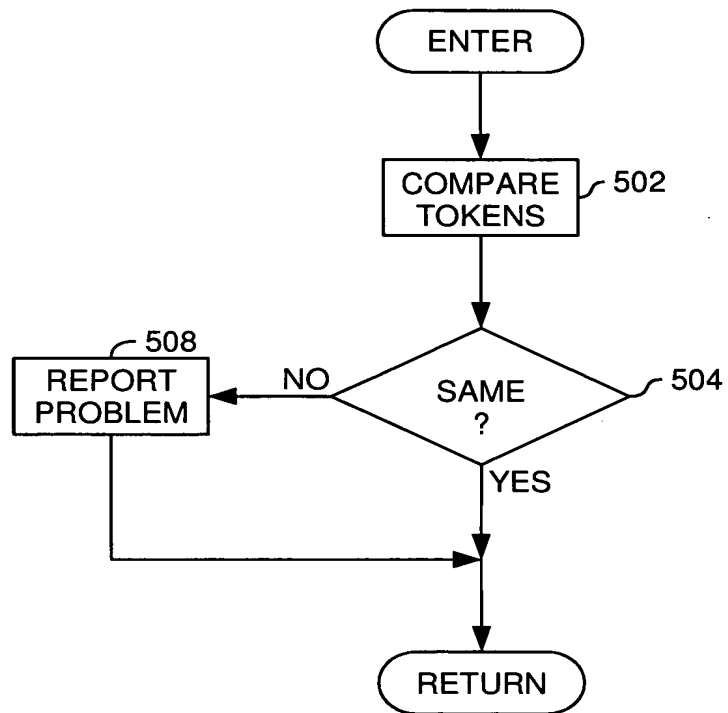 ENTER
COMPARE
TOKENS
502
508
REPORT
PROBLEM
NO
SAME
?
504
YES
RETURN